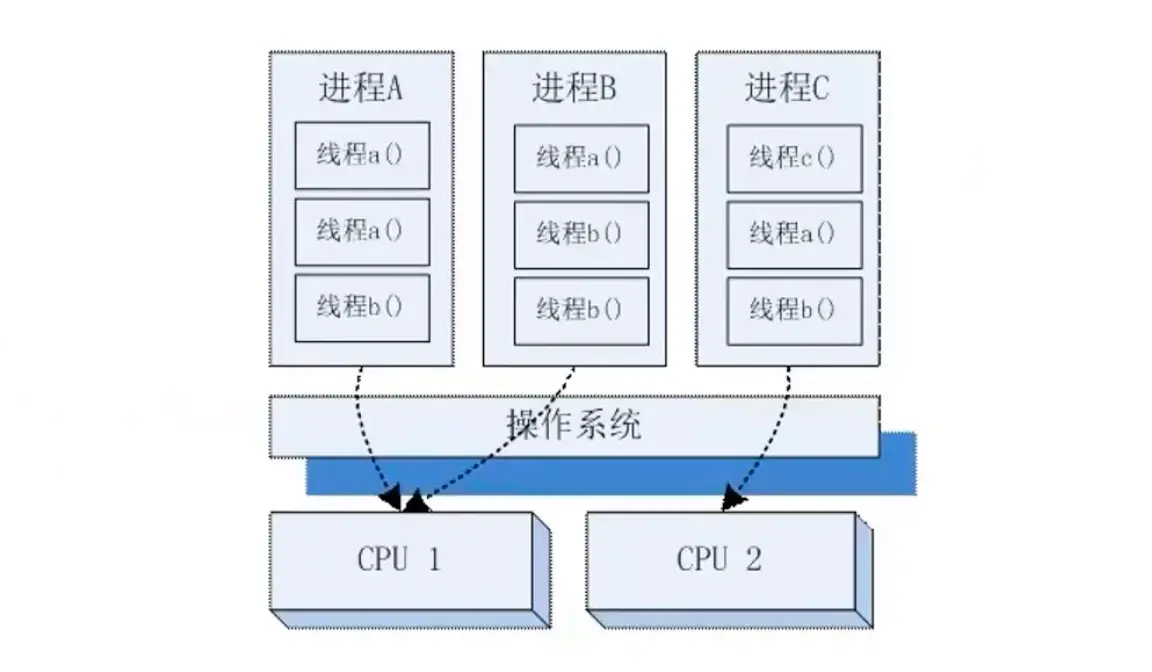 进程A
线程a()
线程a()
线程b()
进程B
线程a()
线程b()
线程b()
进程C
线程c()
线程a()
线程b()
操作系统
CPU 1
CPU 2